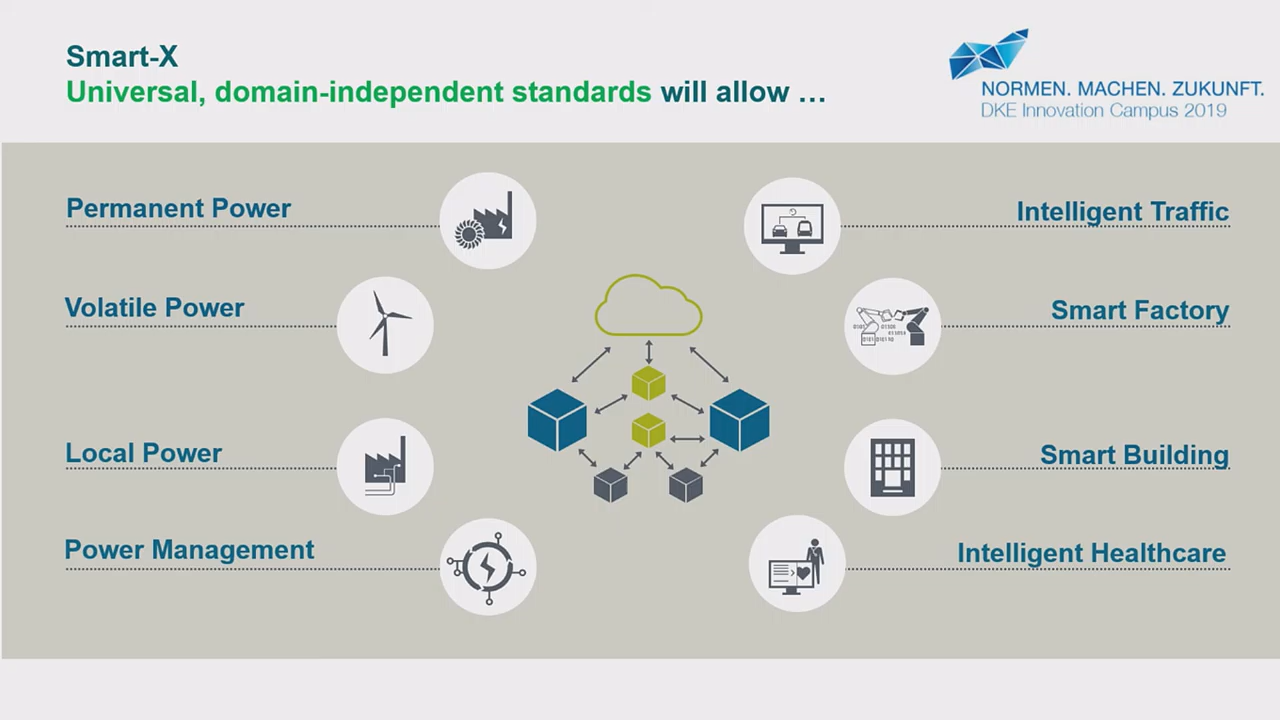 Smart-X
Universal, domain-independent standards will allow …
NORMEN. MACHEN. ZUKUNFT.
DKE Innovation Campus 2019
Permanent Power
Intelligent Traffic
Volatile Power
Smart Factory
Local Power
Smart Building
Power Management
Intelligent Healthcare